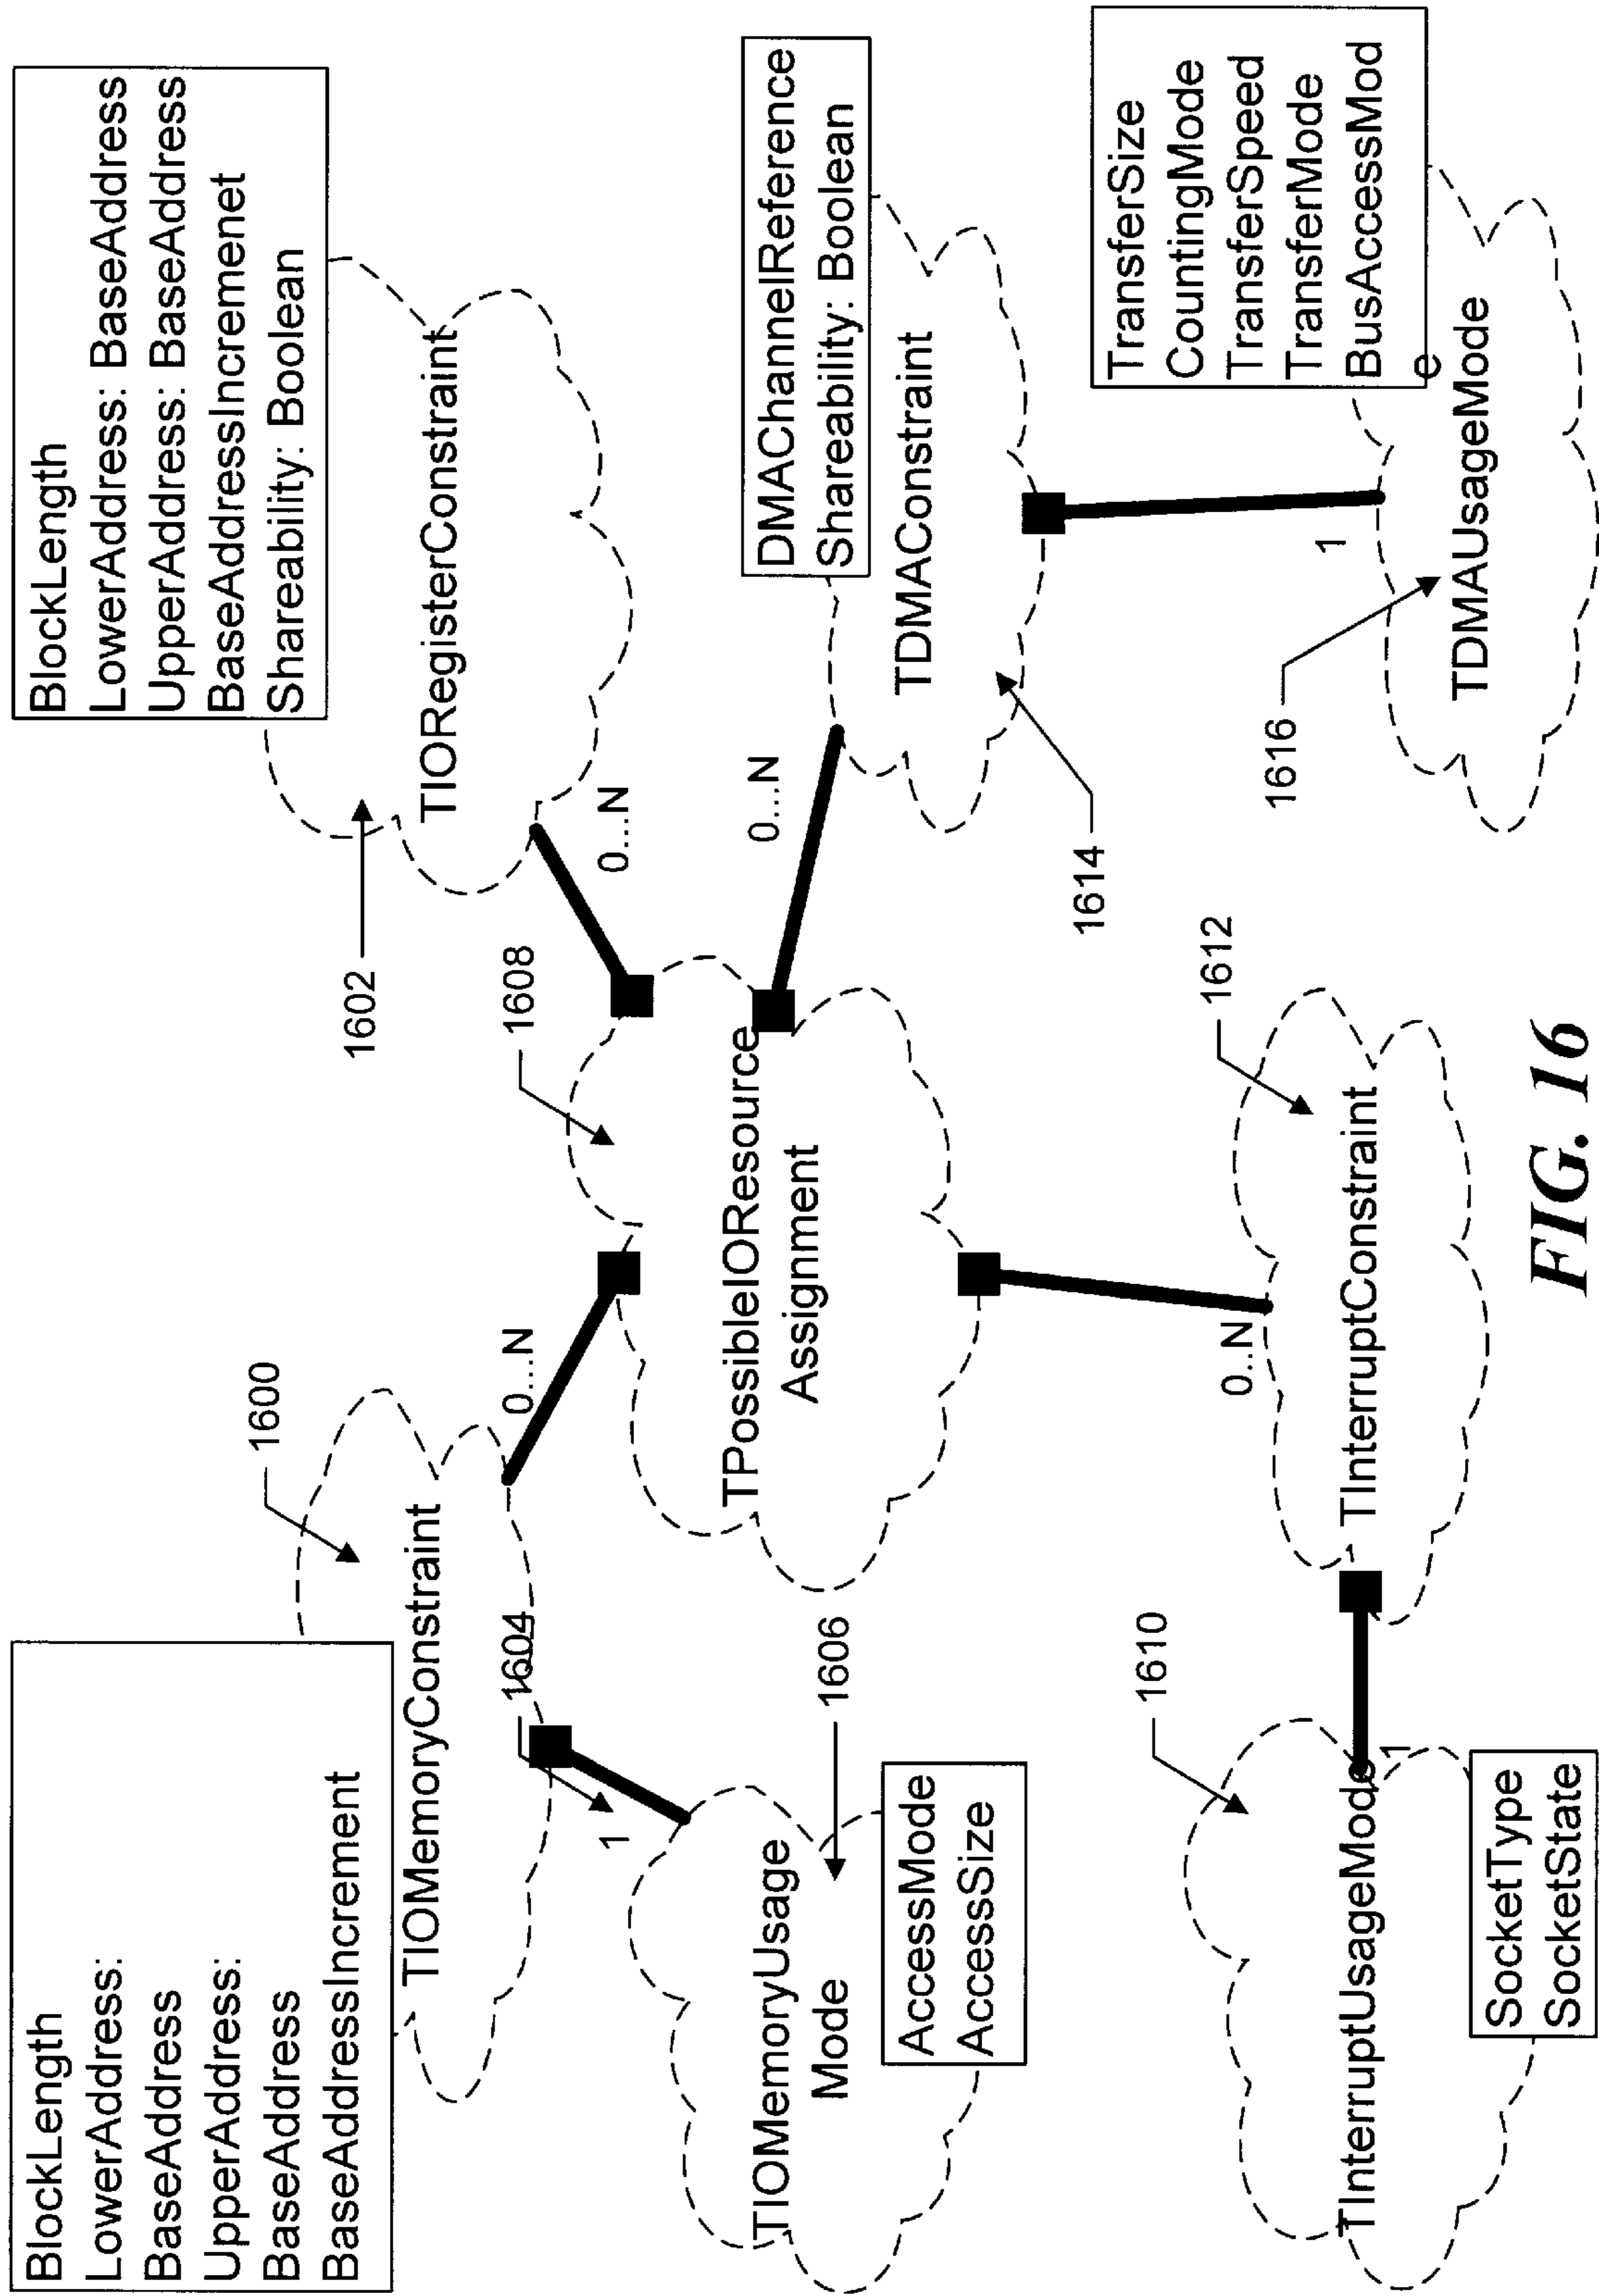 BlockLength
LowerAddress:
BaseAddress
UpperAddress:
BaseAddress
BaseAddressIncrement
1600
TIOMemoryConstraint
0...N
1604
1
TIOMemoryUsage
Mode
1606
AccessMode
AccessSize
BlockLength
LowerAddress: BaseAddress
UpperAddress: BaseAddress
BaseAddressIncremenet
Shareability: Boolean
1602
TIORegisterConstraint
0...N
1608
TPossibleIOResource
Assignment
0...N
DMAChannelReference
Shareability: Boolean
TDMAConstraint
1614
1610
TInterruptUsageMode
1
SocketType
SocketState
0..N
1612
TInterruptConstraint
1
1616
TransferSize
CountingMode
TransferSpeed
TransferMode
BusAccessMod
e
TDMAUsageMode
FIG. 16